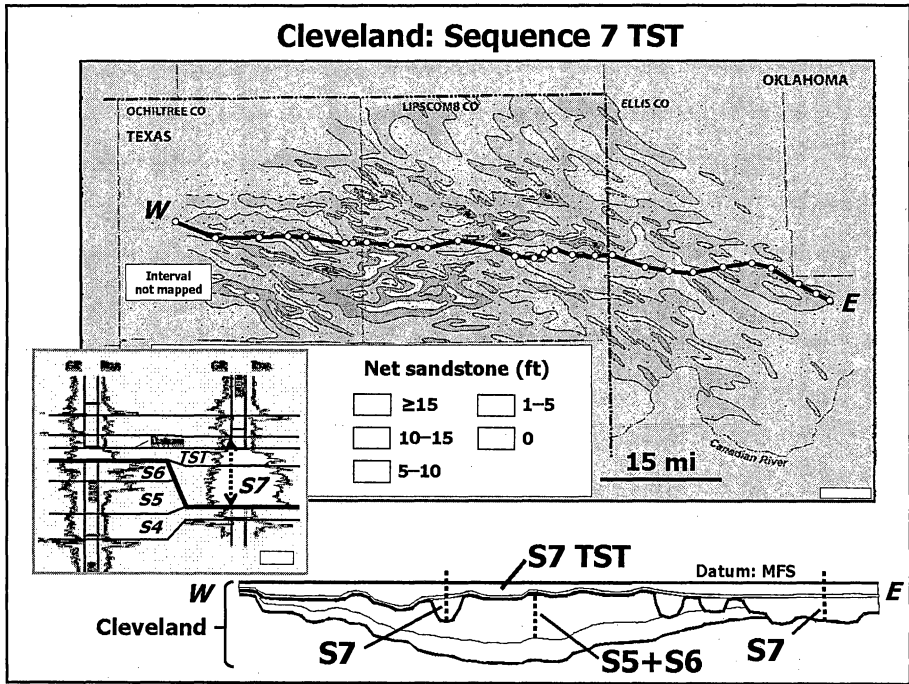 Cleveland: Sequence 7 TST
OKLAHOMA
OCHILTREE CO
LIPSCOMB CO
ELLIS CO
TEXAS
W
Interval
not mapped
E
Net sandstone (ft)
≥15
1–5
10–15
0
5–10
15 mi
Canadian River
GR
Res
GR
Res
Datum
TST
S6
S7
S5
S4
S7 TST
Datum: MFS
W
E
Cleveland
S7
S5+S6
S7